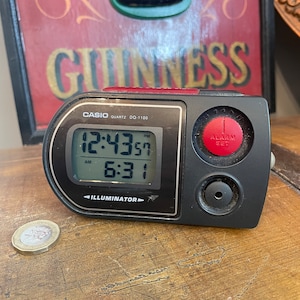 GUINNESS
CASIO QUARTZ DQ-1100
12:43 57
6:31
ILLUMINATOR
ALARM
SET